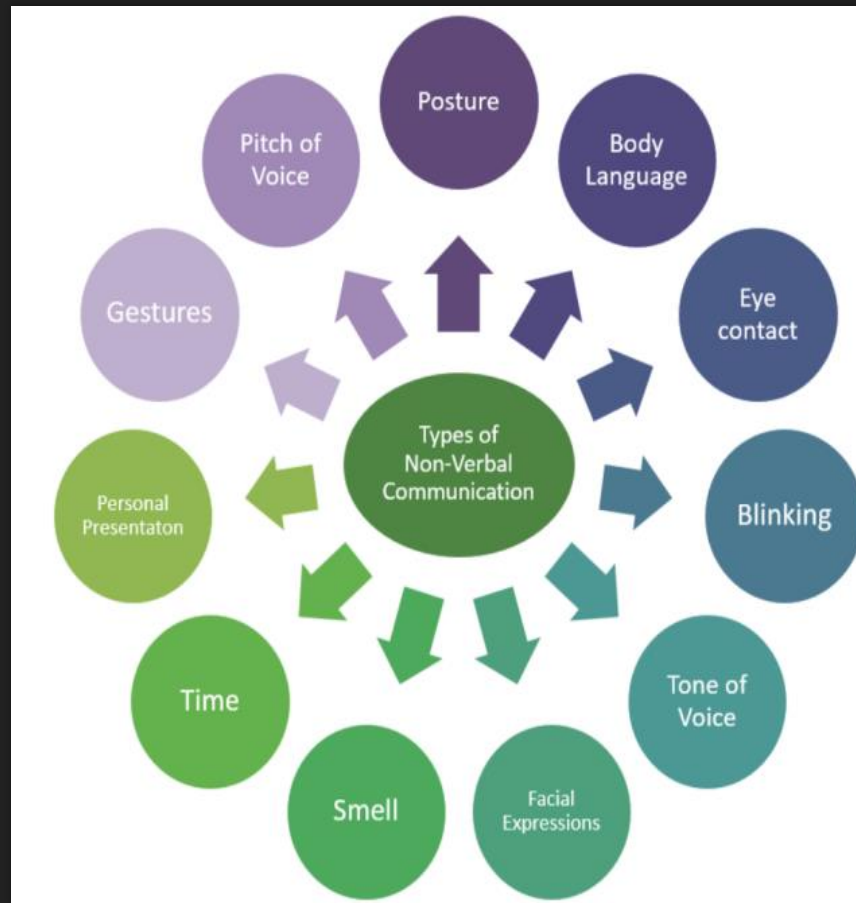 Types of
Non-Verbal
Communication
Posture
Body
Language
Eye
contact
Blinking
Tone of
Voice
Facial
Expressions
Smell
Time
Personal
Presentaton
Gestures
Pitch of
Voice